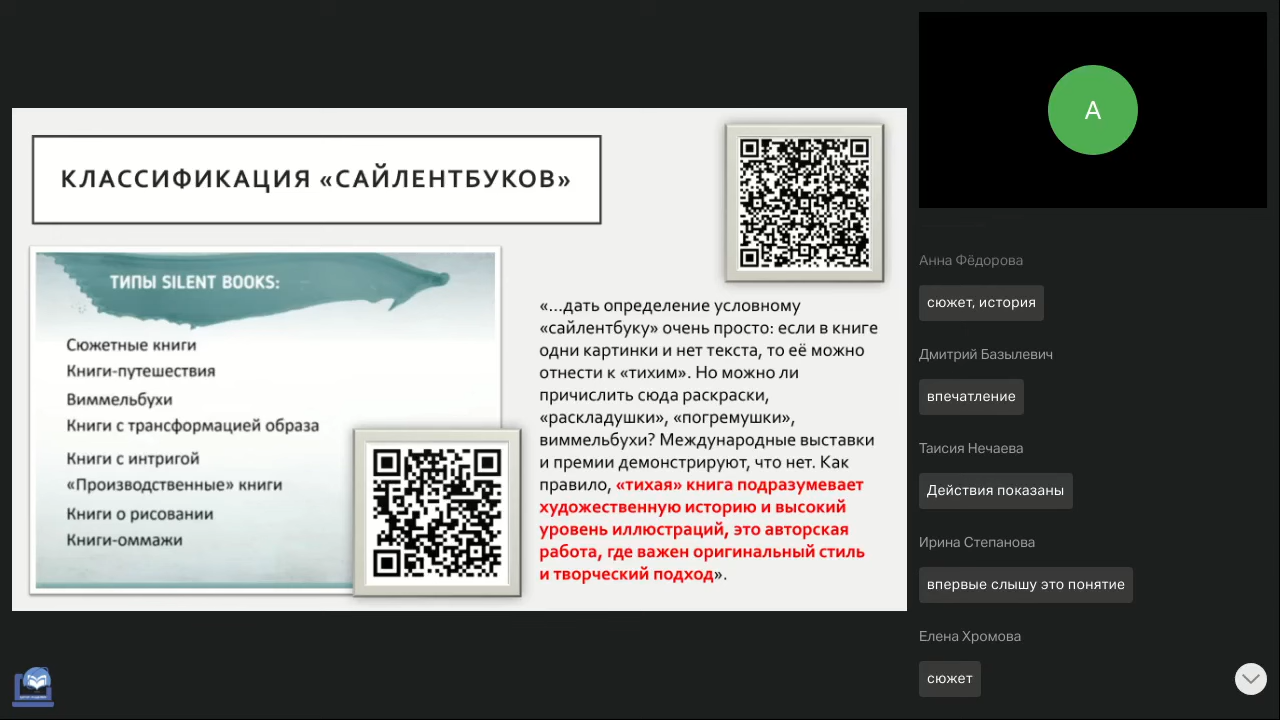 КЛАССИФИКАЦИЯ «САЙЛЕНТБУКОВ»
ТИПЫ SILENT BOOKS:
Сюжетные книги
Книги-путешествия
Виммельбухи
Книги с трансформацией образа
Книги с интригой
«Производственные» книги
Книги о рисовании
Книги-оммажи
«...дать определение условному
«сайлентбуку» очень просто: если в книге
одни картинки и нет текста, то её можно
отнести к «тихим». Но можно ли
причислить сюда раскраски,
«раскладушки», «погремушки»,
виммельбухи? Международные выставки
и премии демонстрируют, что нет. Как
правило, «тихая» книга подразумевает
художественную историю и высокий
уровень иллюстраций, это авторская
работа, где важен оригинальный стиль
и творческий подход».
А
Анна Фёдорова
сюжет, история
Дмитрий Базылевич
впечатление
Таисия Нечаева
Действия показаны
Ирина Степанова
впервые слышу это понятие
Елена Хромова
сюжет